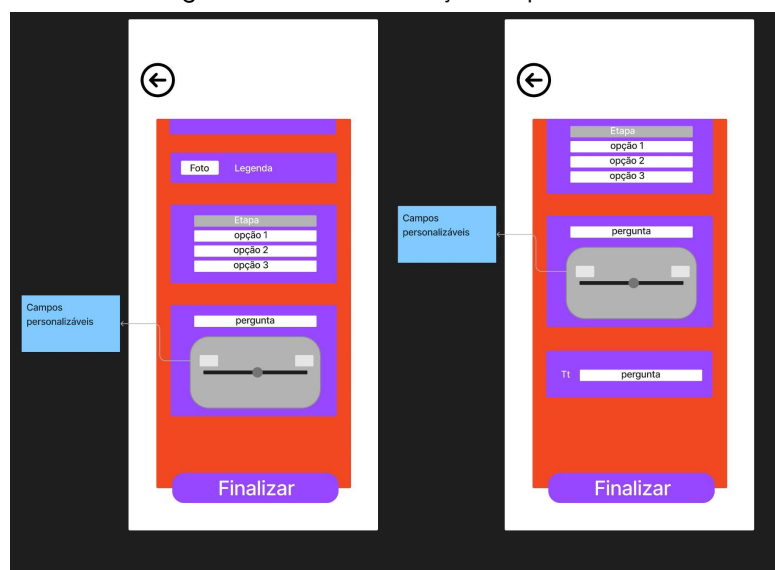 Foto Legenda
Etapa
opção 1
opção 2
opção 3
Campos
personalizáveis
pergunta
Finalizar
Etapa
opção 1
opção 2
opção 3
Campos
personalizáveis
pergunta
Tt pergunta
Finalizar